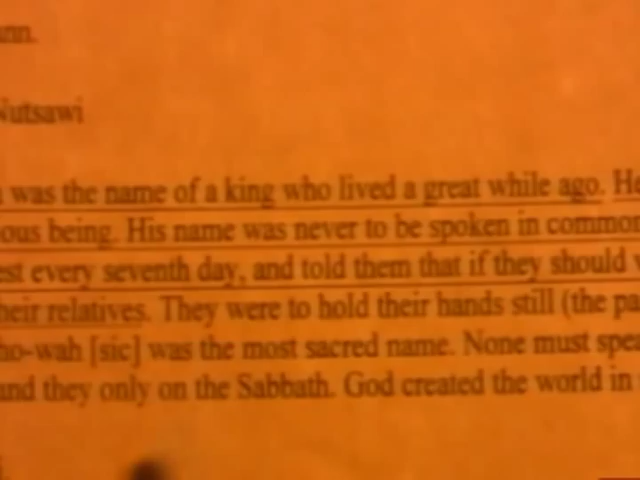 Nutsawi
was the name of a king who lived a great while ago. He
ous being. His name was never to be spoken in common
est every seventh day, and told them that if they should
heir relatives. They were to hold their hands still (the
ho-wah [sic] was the most sacred name. None must
and they only on the Sabbath. God created the world in